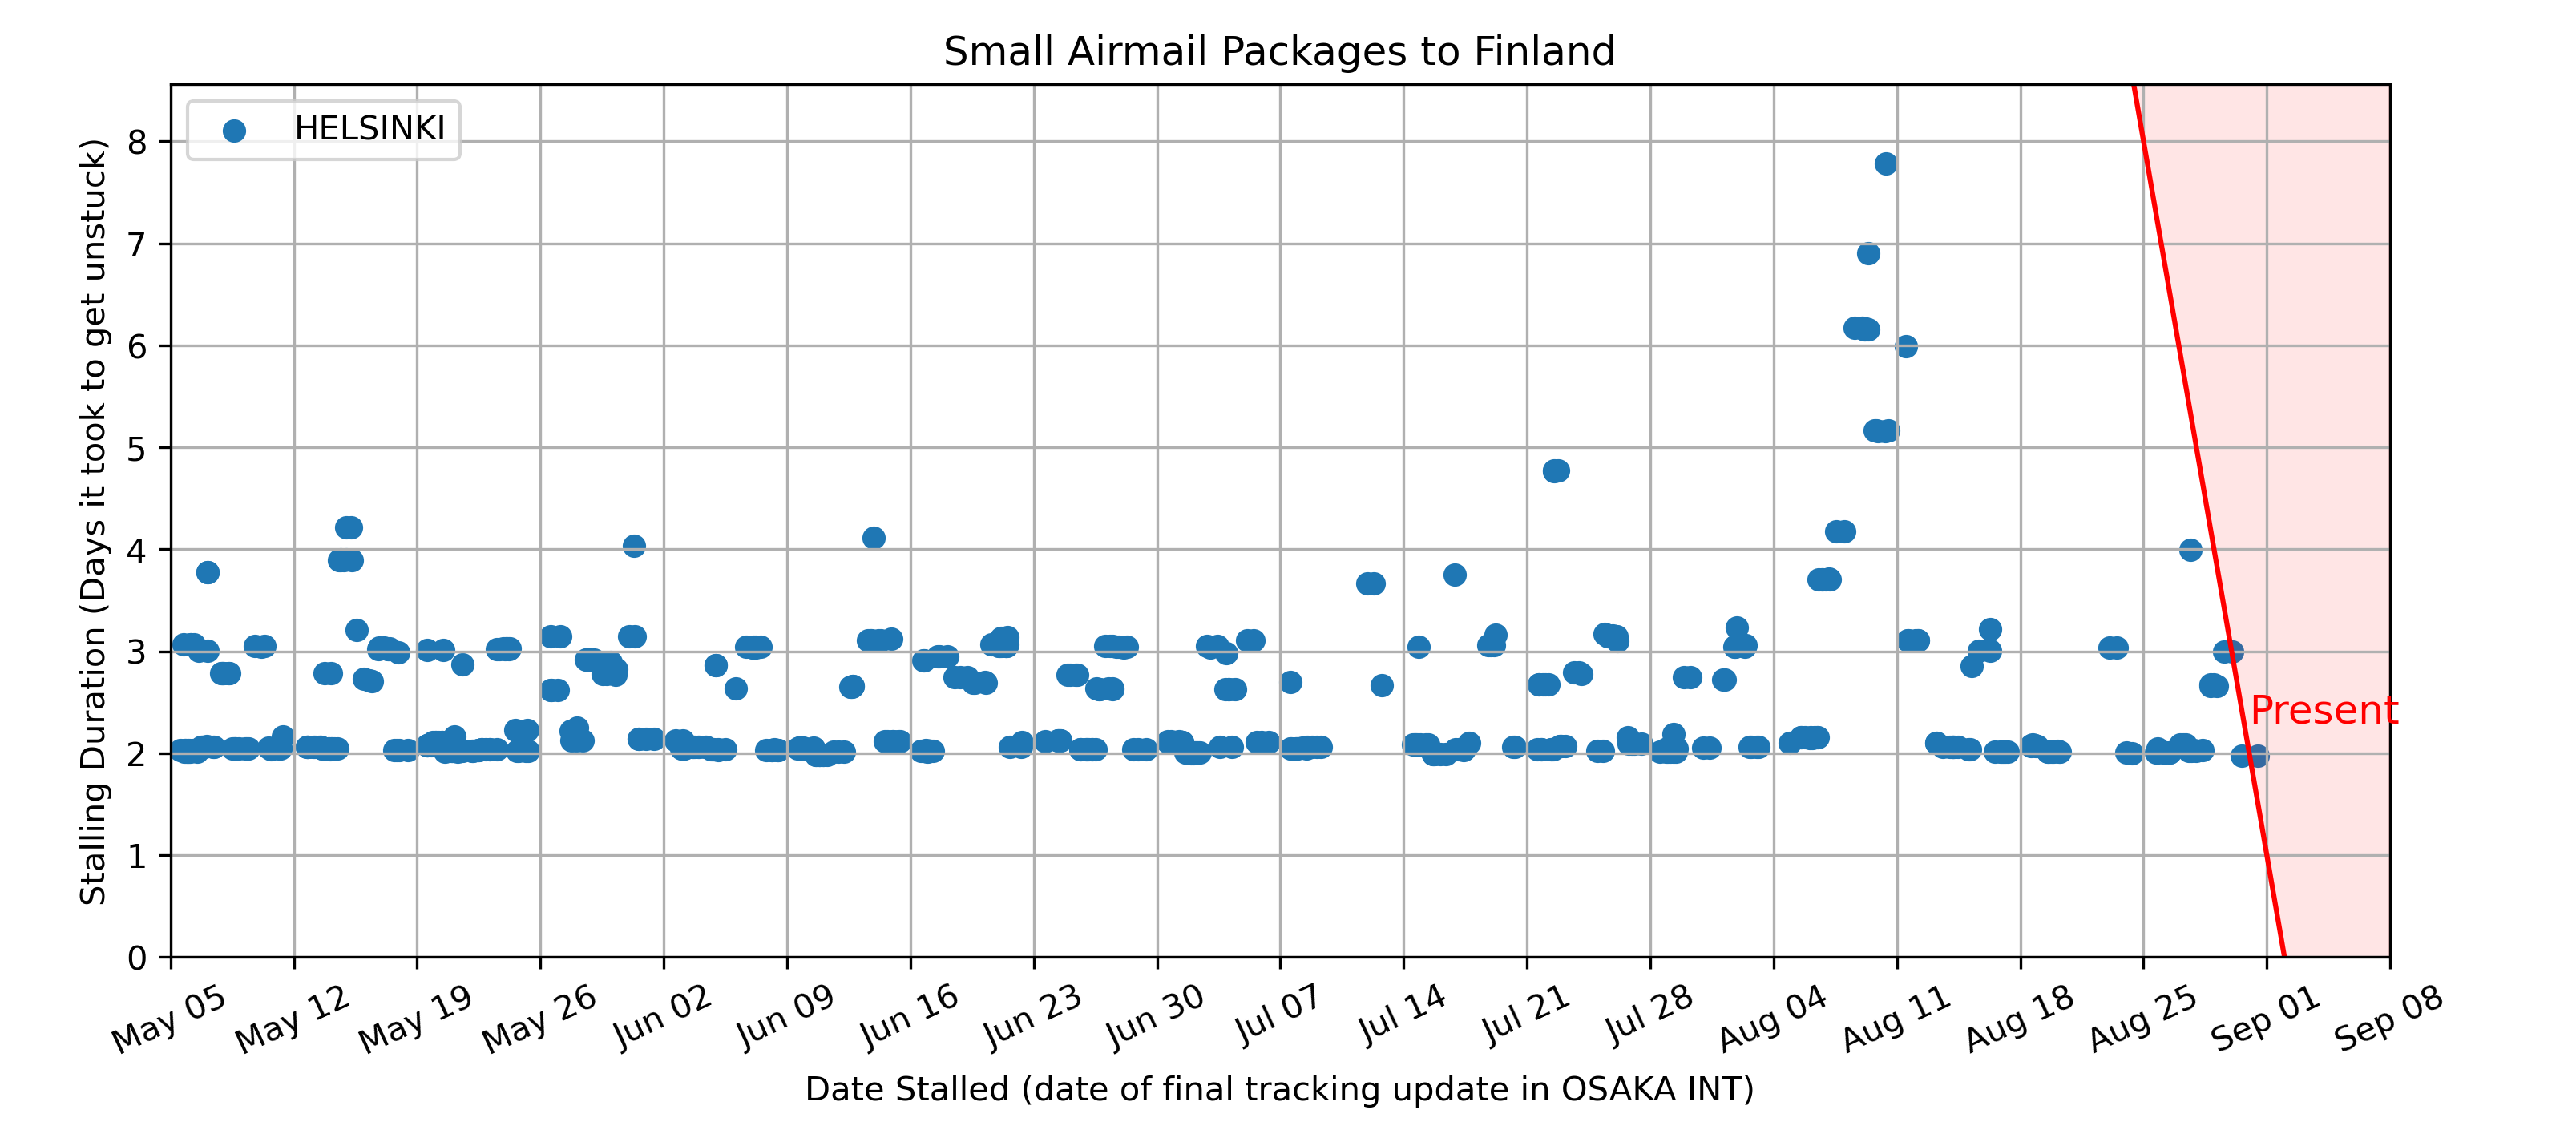 Small Airmail Packages to Finland
HELSINKI
Stalling Duration (Days it took to get unstuck)
8
7
6
5
4
3
2
1
0
Present
May 05
May 12
May 19
May 26
Jun 02
Jun 09
Jun 16
Jun 23
Jun 30
Jul 07
Jul 14
Jul 21
Jul 28
Aug 04
Aug 11
Aug 18
Aug 25
Sep 01
Sep 08
Date Stalled (date of final tracking update in OSAKA INT)